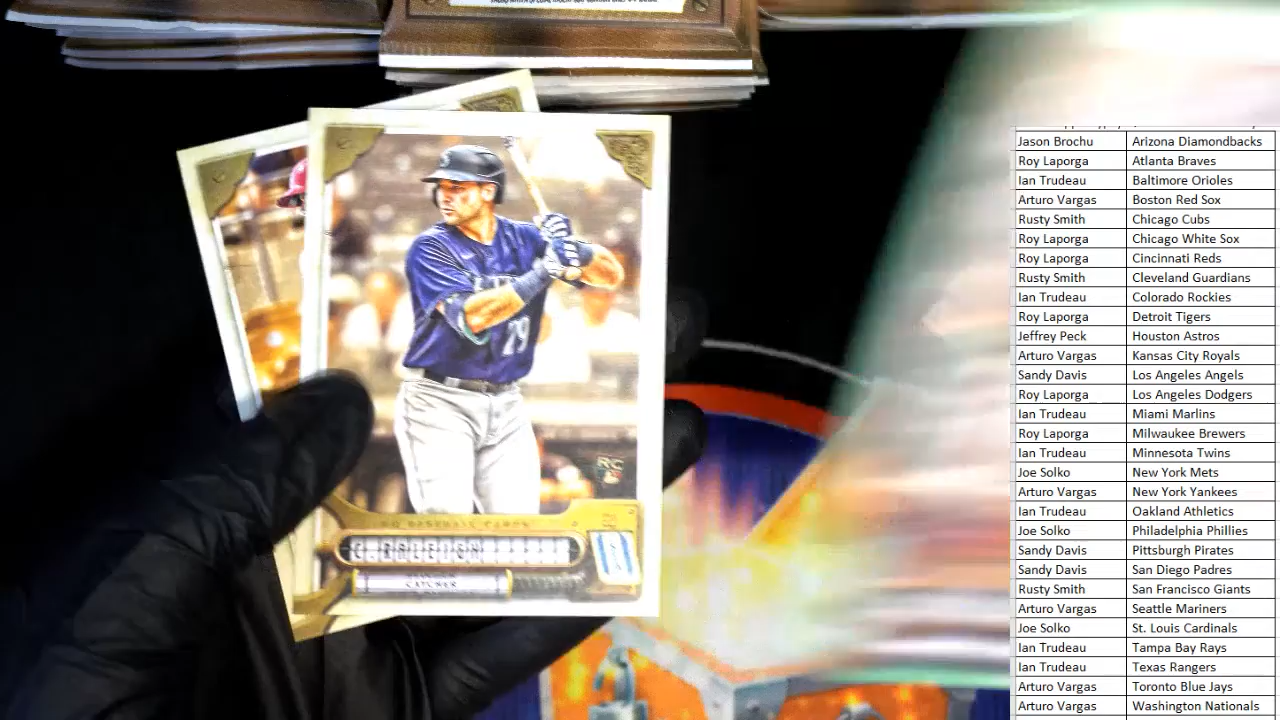 C. RALEIGH
CATCHER
29
RC
Jason Brochu Arizona Diamondbacks
Roy Laporga Atlanta Braves
Ian Trudeau Baltimore Orioles
Arturo Vargas Boston Red Sox
Rusty Smith Chicago Cubs
Roy Laporga Chicago White Sox
Roy Laporga Cincinnati Reds
Rusty Smith Cleveland Guardians
Ian Trudeau Colorado Rockies
Roy Laporga Detroit Tigers
Jeffrey Peck Houston Astros
Arturo Vargas Kansas City Royals
Sandy Davis Los Angeles Angels
Roy Laporga Los Angeles Dodgers
Ian Trudeau Miami Marlins
Roy Laporga Milwaukee Brewers
Ian Trudeau Minnesota Twins
Joe Solko New York Mets
Arturo Vargas New York Yankees
Ian Trudeau Oakland Athletics
Joe Solko Philadelphia Phillies
Sandy Davis Pittsburgh Pirates
Sandy Davis San Diego Padres
Rusty Smith San Francisco Giants
Arturo Vargas Seattle Mariners
Joe Solko St. Louis Cardinals
Ian Trudeau Tampa Bay Rays
Ian Trudeau Texas Rangers
Arturo Vargas Toronto Blue Jays
Arturo Vargas Washington Nationals